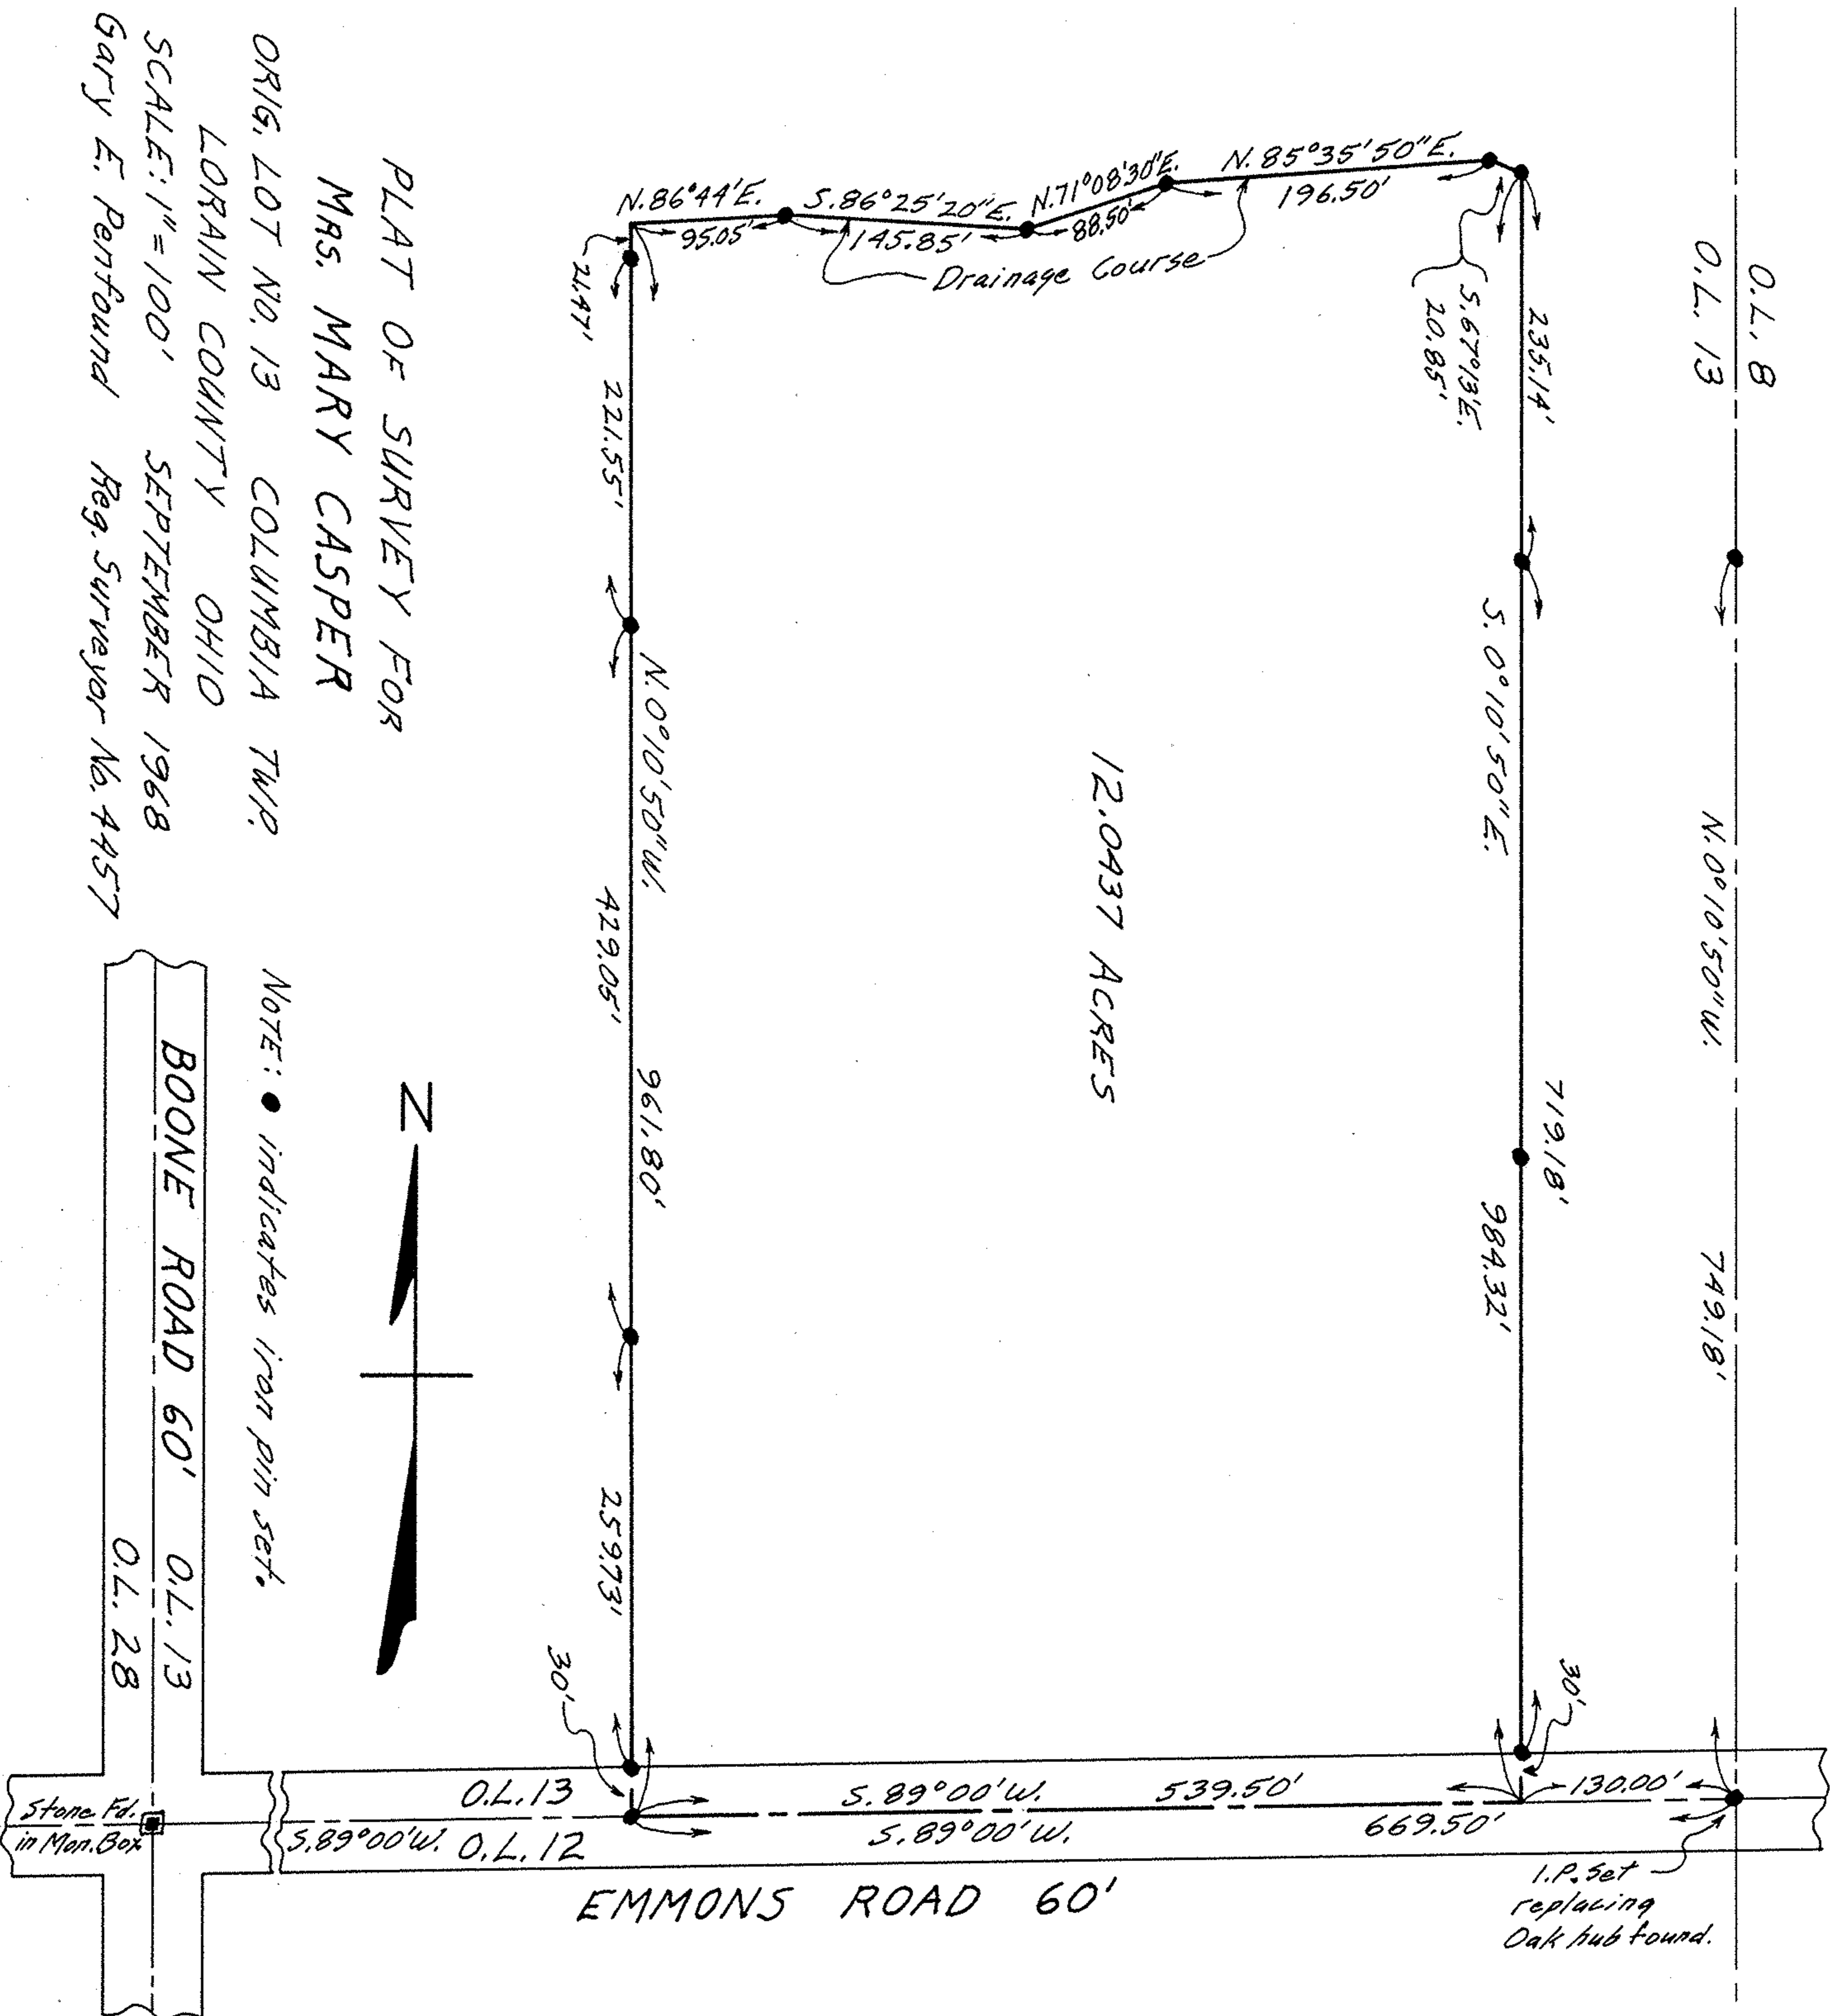 PLAT OF SURVEY FOR
MRS. MARY CASPER
ORIG. LOT NO. 13 COLUMBIA TWP.
LORAIN COUNTY OHIO
SCALE: 1" = 100' SEPTEMBER 1968
Gary E. Penfound Reg. Surveyor No. 4457
NOTE: ● indicates iron pin set.
N
N. 86°44'E.
95.05'
S. 86°25'20"E.
145.85'
N. 71°08'30"E.
88.50'
N. 85°35'50"E.
196.50'
Drainage Course
S. 67°13'E.
20.85'
O.L. 8
O.L. 13
235.14'
S. 0°10'50"E.
719.18'
984.32'
30'
N. 0°10'50"W.
749.18'
12.0437 ACRES
21.47'
221.55'
N. 0°10'50"W.
429.05'
961.80'
259.73'
30'
BOONE ROAD 60' O.L. 13
O.L. 28
Stone Fd.
in Mon. Box
O.L. 13
S. 89°00'W.
539.50'
130.00'
S. 89°00'W.
O.L. 12
S. 89°00'W.
669.50'
EMMONS ROAD 60'
I.P. Set
replacing
Oak hub found.